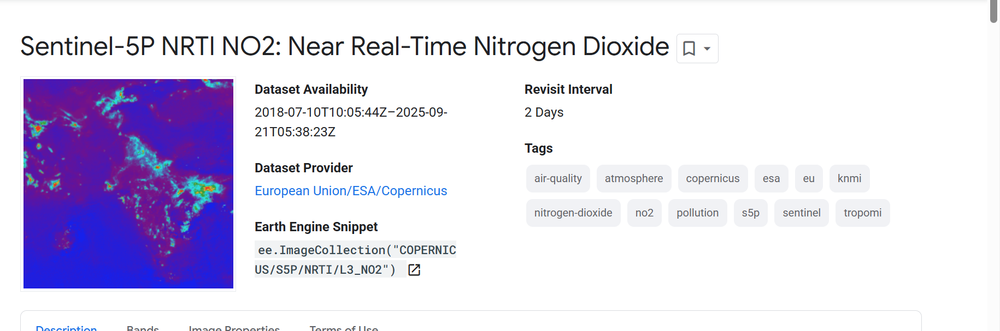 Sentinel-5P NRTI NO2: Near Real-Time Nitrogen Dioxide
Dataset Availability
2018-07-10T10:05:44Z–2025-09-
21T05:38:23Z
Dataset Provider
European Union/ESA/Copernicus
Earth Engine Snippet
ee.ImageCollection("COPERNIC
US/S5P/NRTI/L3_NO2")
Revisit Interval
2 Days
Tags
air-quality atmosphere copernicus esa eu knmi
nitrogen-dioxide no2 pollution s5p sentinel tropomi
Description Bands Image Properties Terms of Use